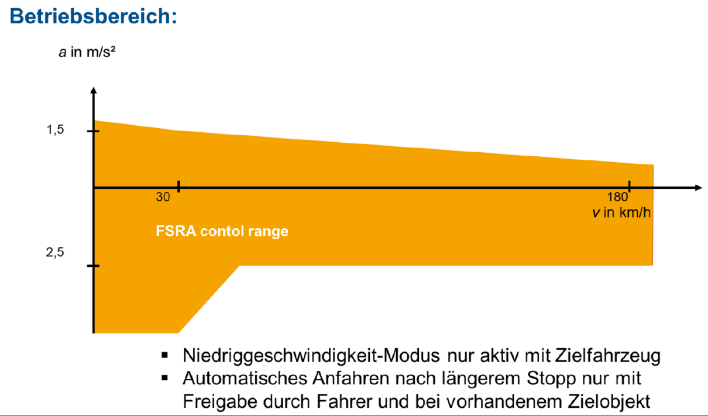 Betriebsbereich:
a in m/s²
1,5
30
180
v in km/h
FSRA contol range
2,5
▪ Niedriggeschwindigkeit-Modus nur aktiv mit Zielfahrzeug
▪ Automatisches Anfahren nach längerem Stopp nur mit
Freigabe durch Fahrer und bei vorhandenem Zielobjekt